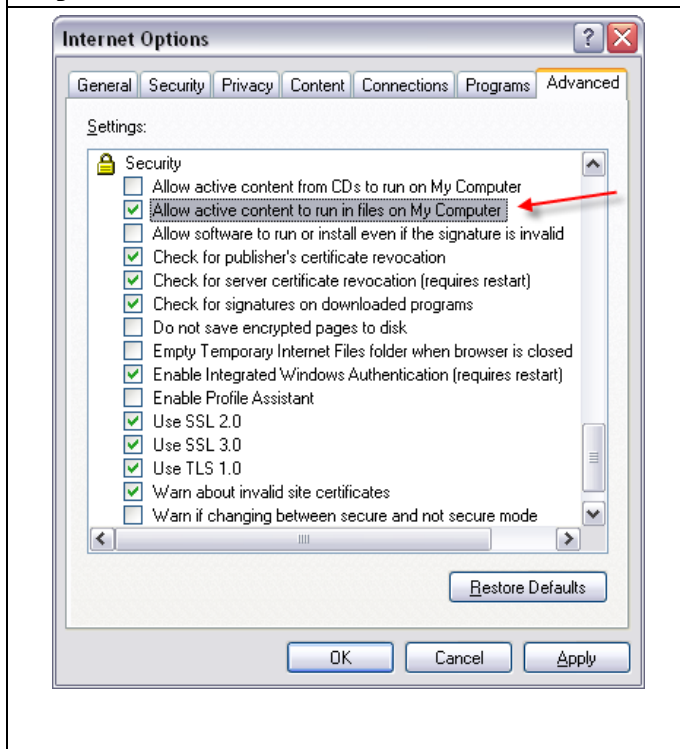 Internet Options
General Security Privacy Content Connections Programs Advanced
Settings:
Security
Allow active content from CDs to run on My Computer
Allow active content to run in files on My Computer
Allow software to run or install even if the signature is invalid
Check for publisher's certificate revocation
Check for server certificate revocation (requires restart)
Check for signatures on downloaded programs
Do not save encrypted pages to disk
Empty Temporary Internet Files folder when browser is closed
Enable Integrated Windows Authentication (requires restart)
Enable Profile Assistant
Use SSL 2.0
Use SSL 3.0
Use TLS 1.0
Warn about invalid site certificates
Warn if changing between secure and not secure mode
Restore Defaults
OK Cancel Apply